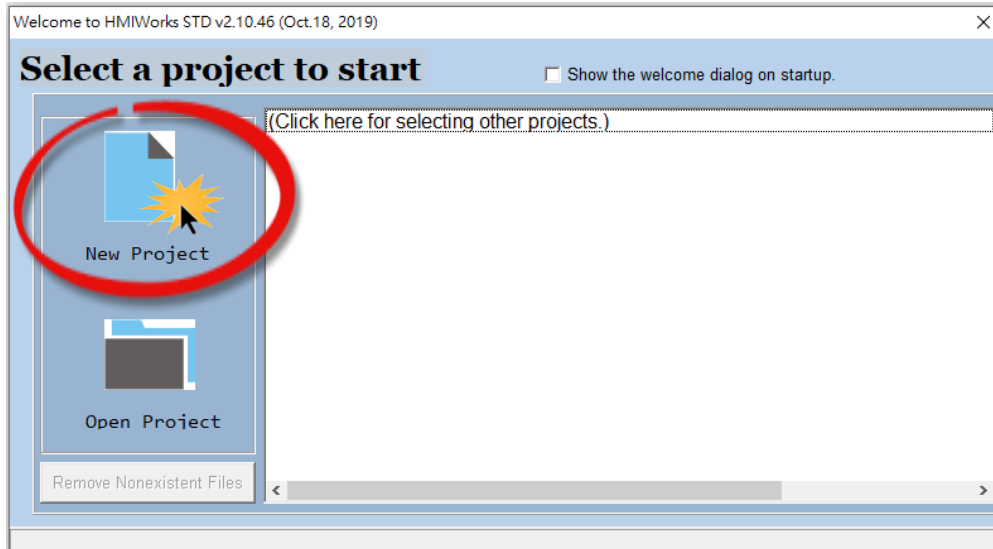 Welcome to HMIWorks STD v2.10.46 (Oct.18, 2019)
Select a project to start
Show the welcome dialog on startup.
(Click here for selecting other projects.)
New Project
Open Project
Remove Nonexistent Files